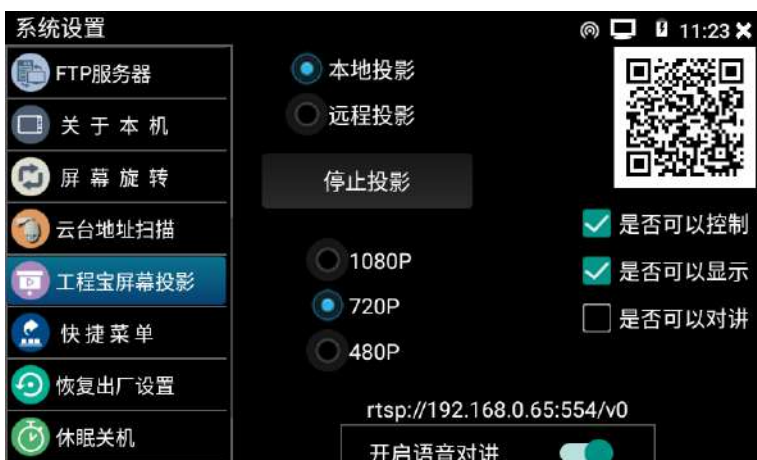 系统设置
11:23
FTP服务器
关于本机
屏幕旋转
云台地址扫描
工程宝屏幕投影
快捷菜单
恢复出厂设置
休眠关机
本地投影
远程投影
停止投影
1080P
720P
480P
是否可以控制
是否可以显示
是否可以对讲
rtsp://192.168.0.65:554/v0
开启语音对讲